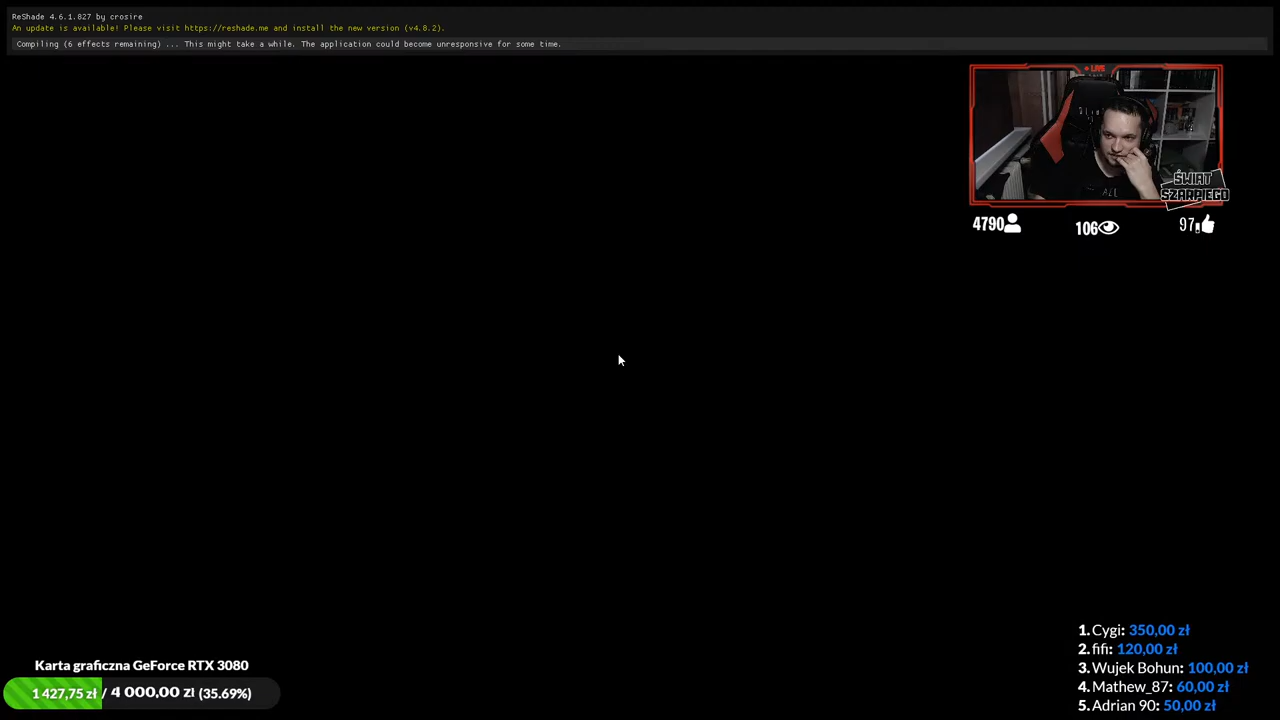 ReShade 4.6.1.827 by crosire
An update is available! Please visit https://reshade.me and install the new version (v4.8.2).
Compiling (6 effects remaining) ... This might take a while. The application could become unresponsive for some time.
LIVE
ŚWIAT
SZARPIEGO
4790
106
97
1. Cygi: 350,00 zł
2. fifi: 120,00 zł
3. Wujek Bohun: 100,00 zł
4. Mathew_87: 60,00 zł
5. Adrian 90: 50,00 zł
Karta graficzna GeForce RTX 3080
1 427,75 zł / 4 000,00 zł (35.69%)